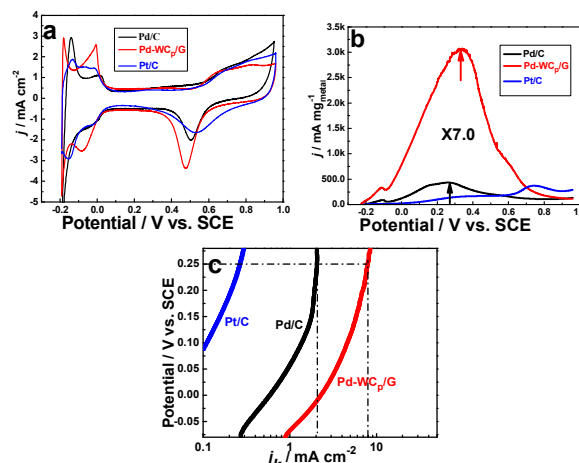 a
Pd/C
Pd-WCp/G
Pt/C
j / mA cm-2
4
3
2
1
0
-1
-2
-3
-4
-5
-0.2 0.0 0.2 0.4 0.6 0.8 1.0
Potential / V vs. SCE
b
Pd/C
Pd-WCp/G
Pt/C
X7.0
j / mA mg-1metal
4.0k
3.5k
3.0k
2.5k
2.0k
1.5k
1.0k
500.0
0.0
0.0 0.2 0.4 0.6 0.8 1
Potential / V vs. SCE
c
Pt/C
Pd/C
Pd-WCp/G
Potential / V vs. SCE
0.25
0.20
0.15
0.10
0.05
0.00
-0.05
0.1 1 10 100
/ mA cm-2